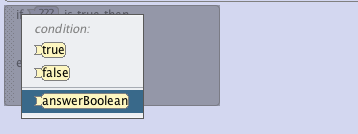 if ??? is true then
condition:
true
false
e
answerBoolean